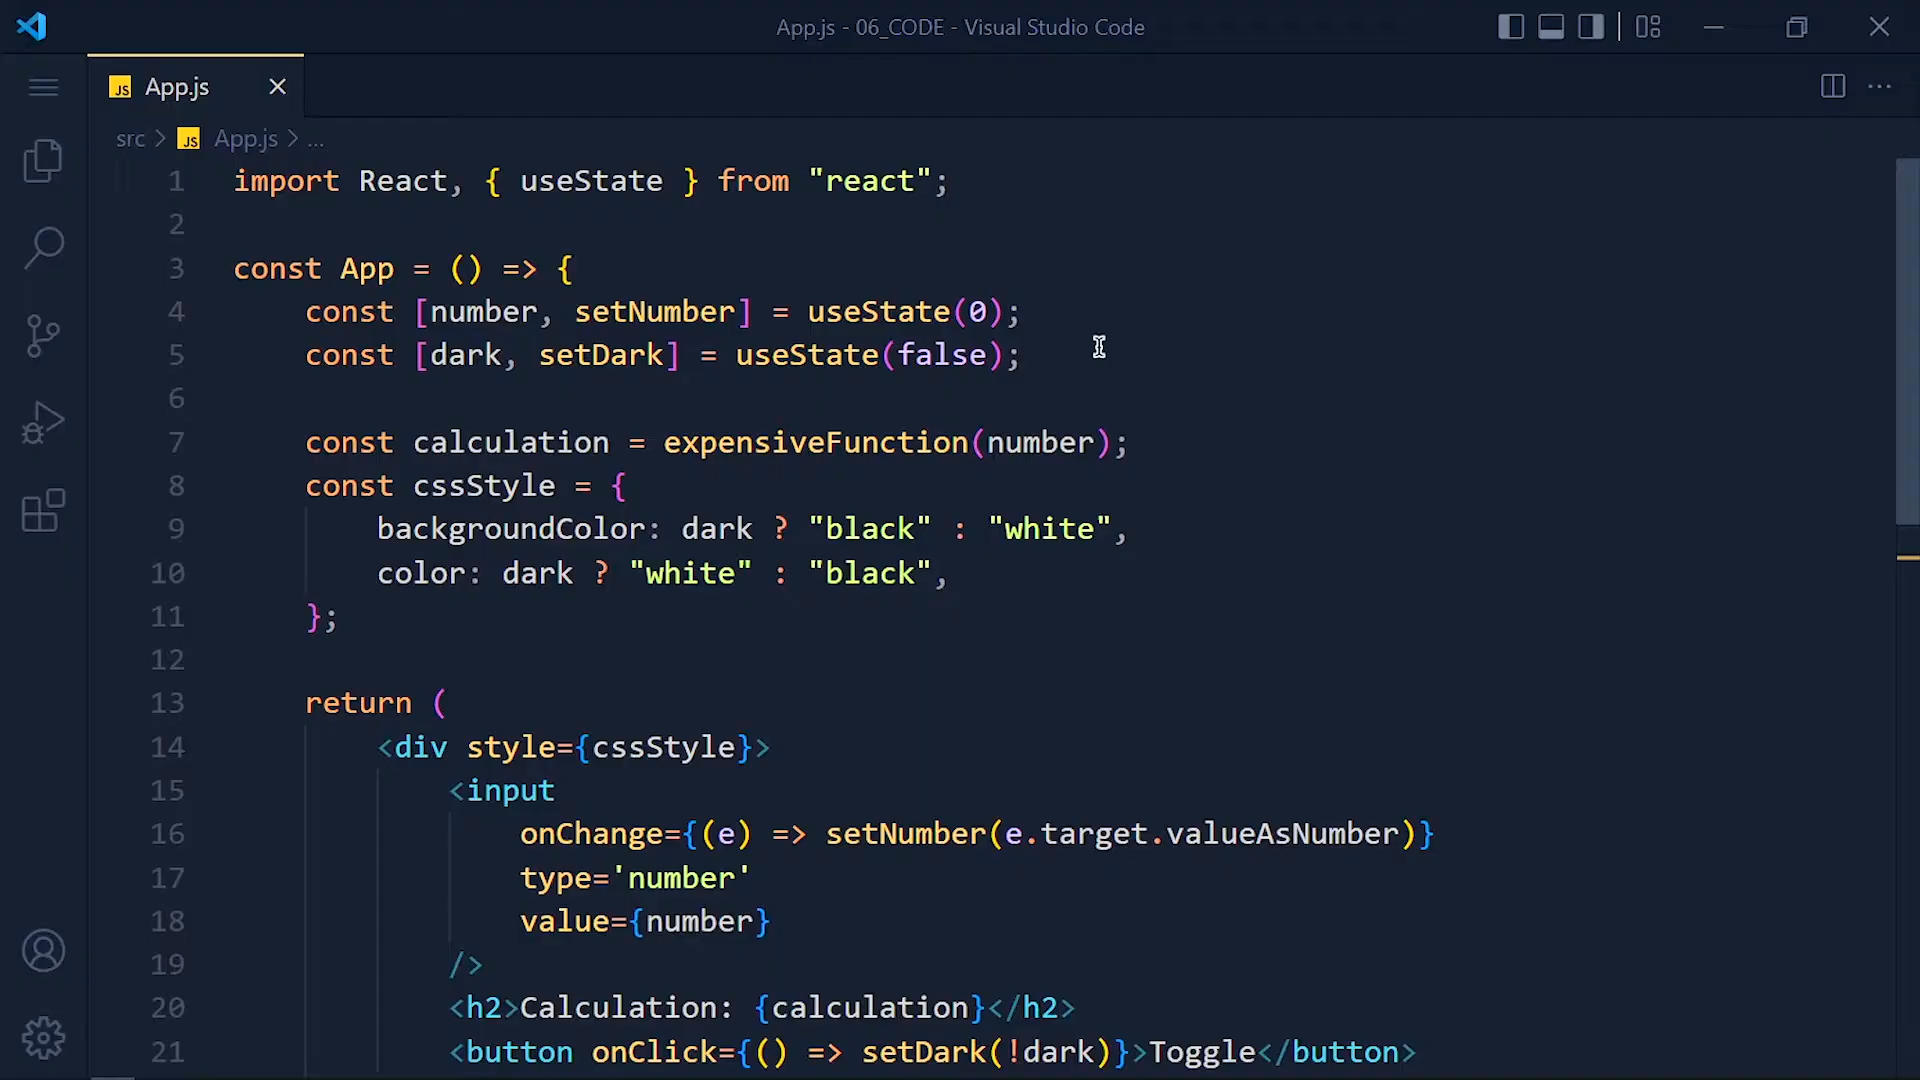 App.js - 06_CODE - Visual Studio Code
JS App.js
src > JS App.js > ...
1 import React, { useState } from "react";
2
3 const App = () => {
4 const [number, setNumber] = useState(0);
5 const [dark, setDark] = useState(false);
6
7 const calculation = expensiveFunction(number);
8 const cssStyle = {
9 backgroundColor: dark ? "black" : "white",
10 color: dark ? "white" : "black",
11 };
12
13 return (
14 <div style={cssStyle}>
15 <input
16 onChange={(e) => setNumber(e.target.valueAsNumber)}
17 type='number'
18 value={number}
19 />
20 <h2>Calculation: {calculation}</h2>
21 <button onClick={() => setDark(!dark)}>Toggle</button>